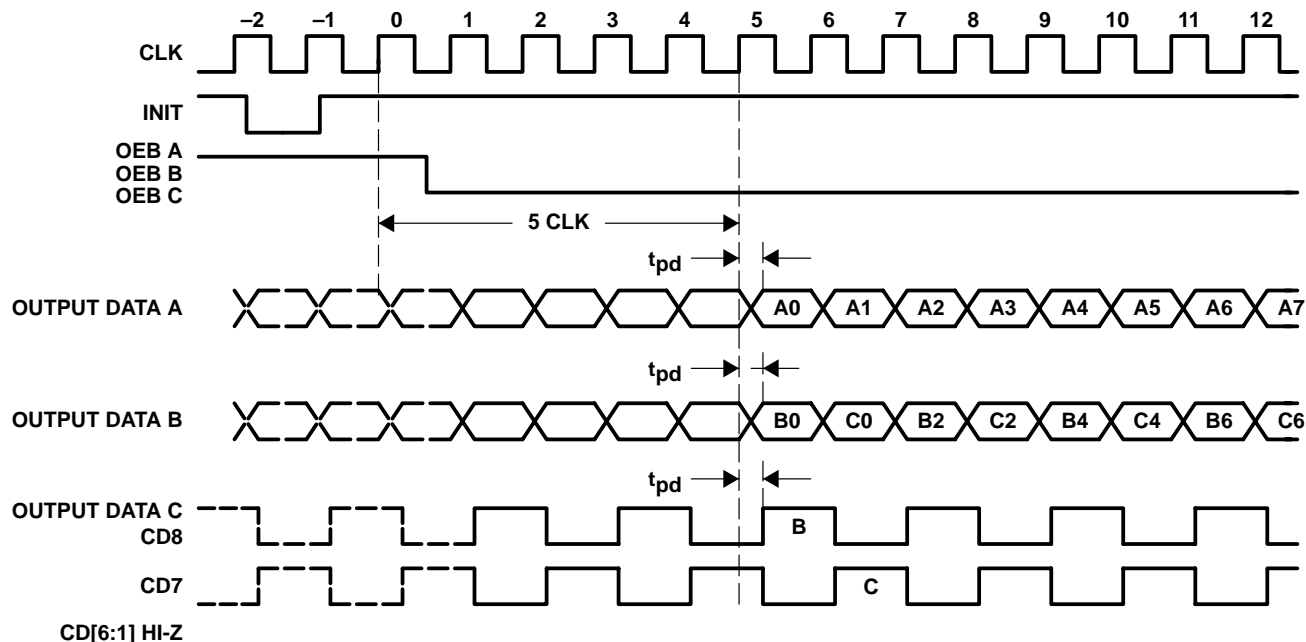 –2 –1 0 1 2 3 4 5 6 7 8 9 10 11 12
CLK
INIT
OEB A
OEB B
OEB C
5 CLK
tpd
OUTPUT DATA A A0 A1 A2 A3 A4 A5 A6 A7
tpd
OUTPUT DATA B B0 C0 B2 C2 B4 C4 B6 C6
tpd
OUTPUT DATA C
CD8 B
CD7 C
CD[6:1] HI-Z